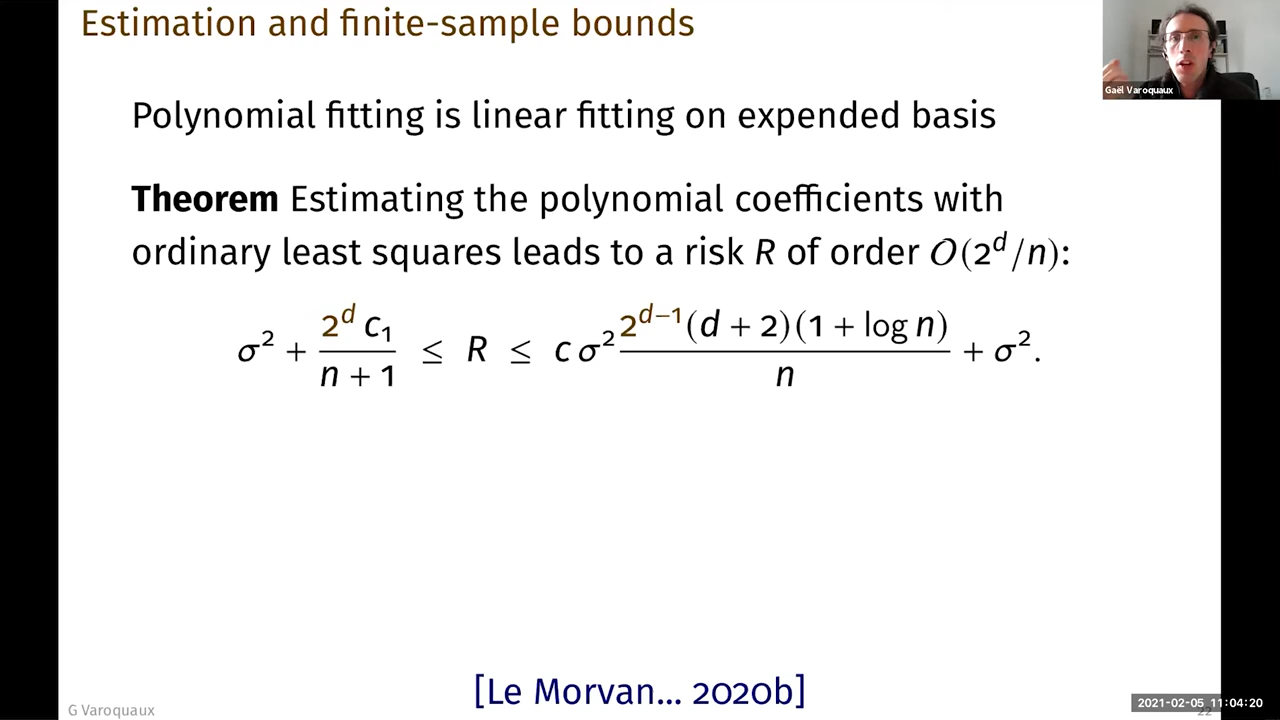 Estimation and finite-sample bounds
Gaël Varoquaux
Polynomial fitting is linear fitting on expended basis
Theorem Estimating the polynomial coefficients with
ordinary least squares leads to a risk R of order O(2^d/n):
σ² + 2^d c₁ / (n + 1) ≤ R ≤ c σ² 2^{d−1}(d + 2)(1 + log n) / n + σ².
[Le Morvan... 2020b]
G Varoquaux
2021-02-05 11:04:20
22